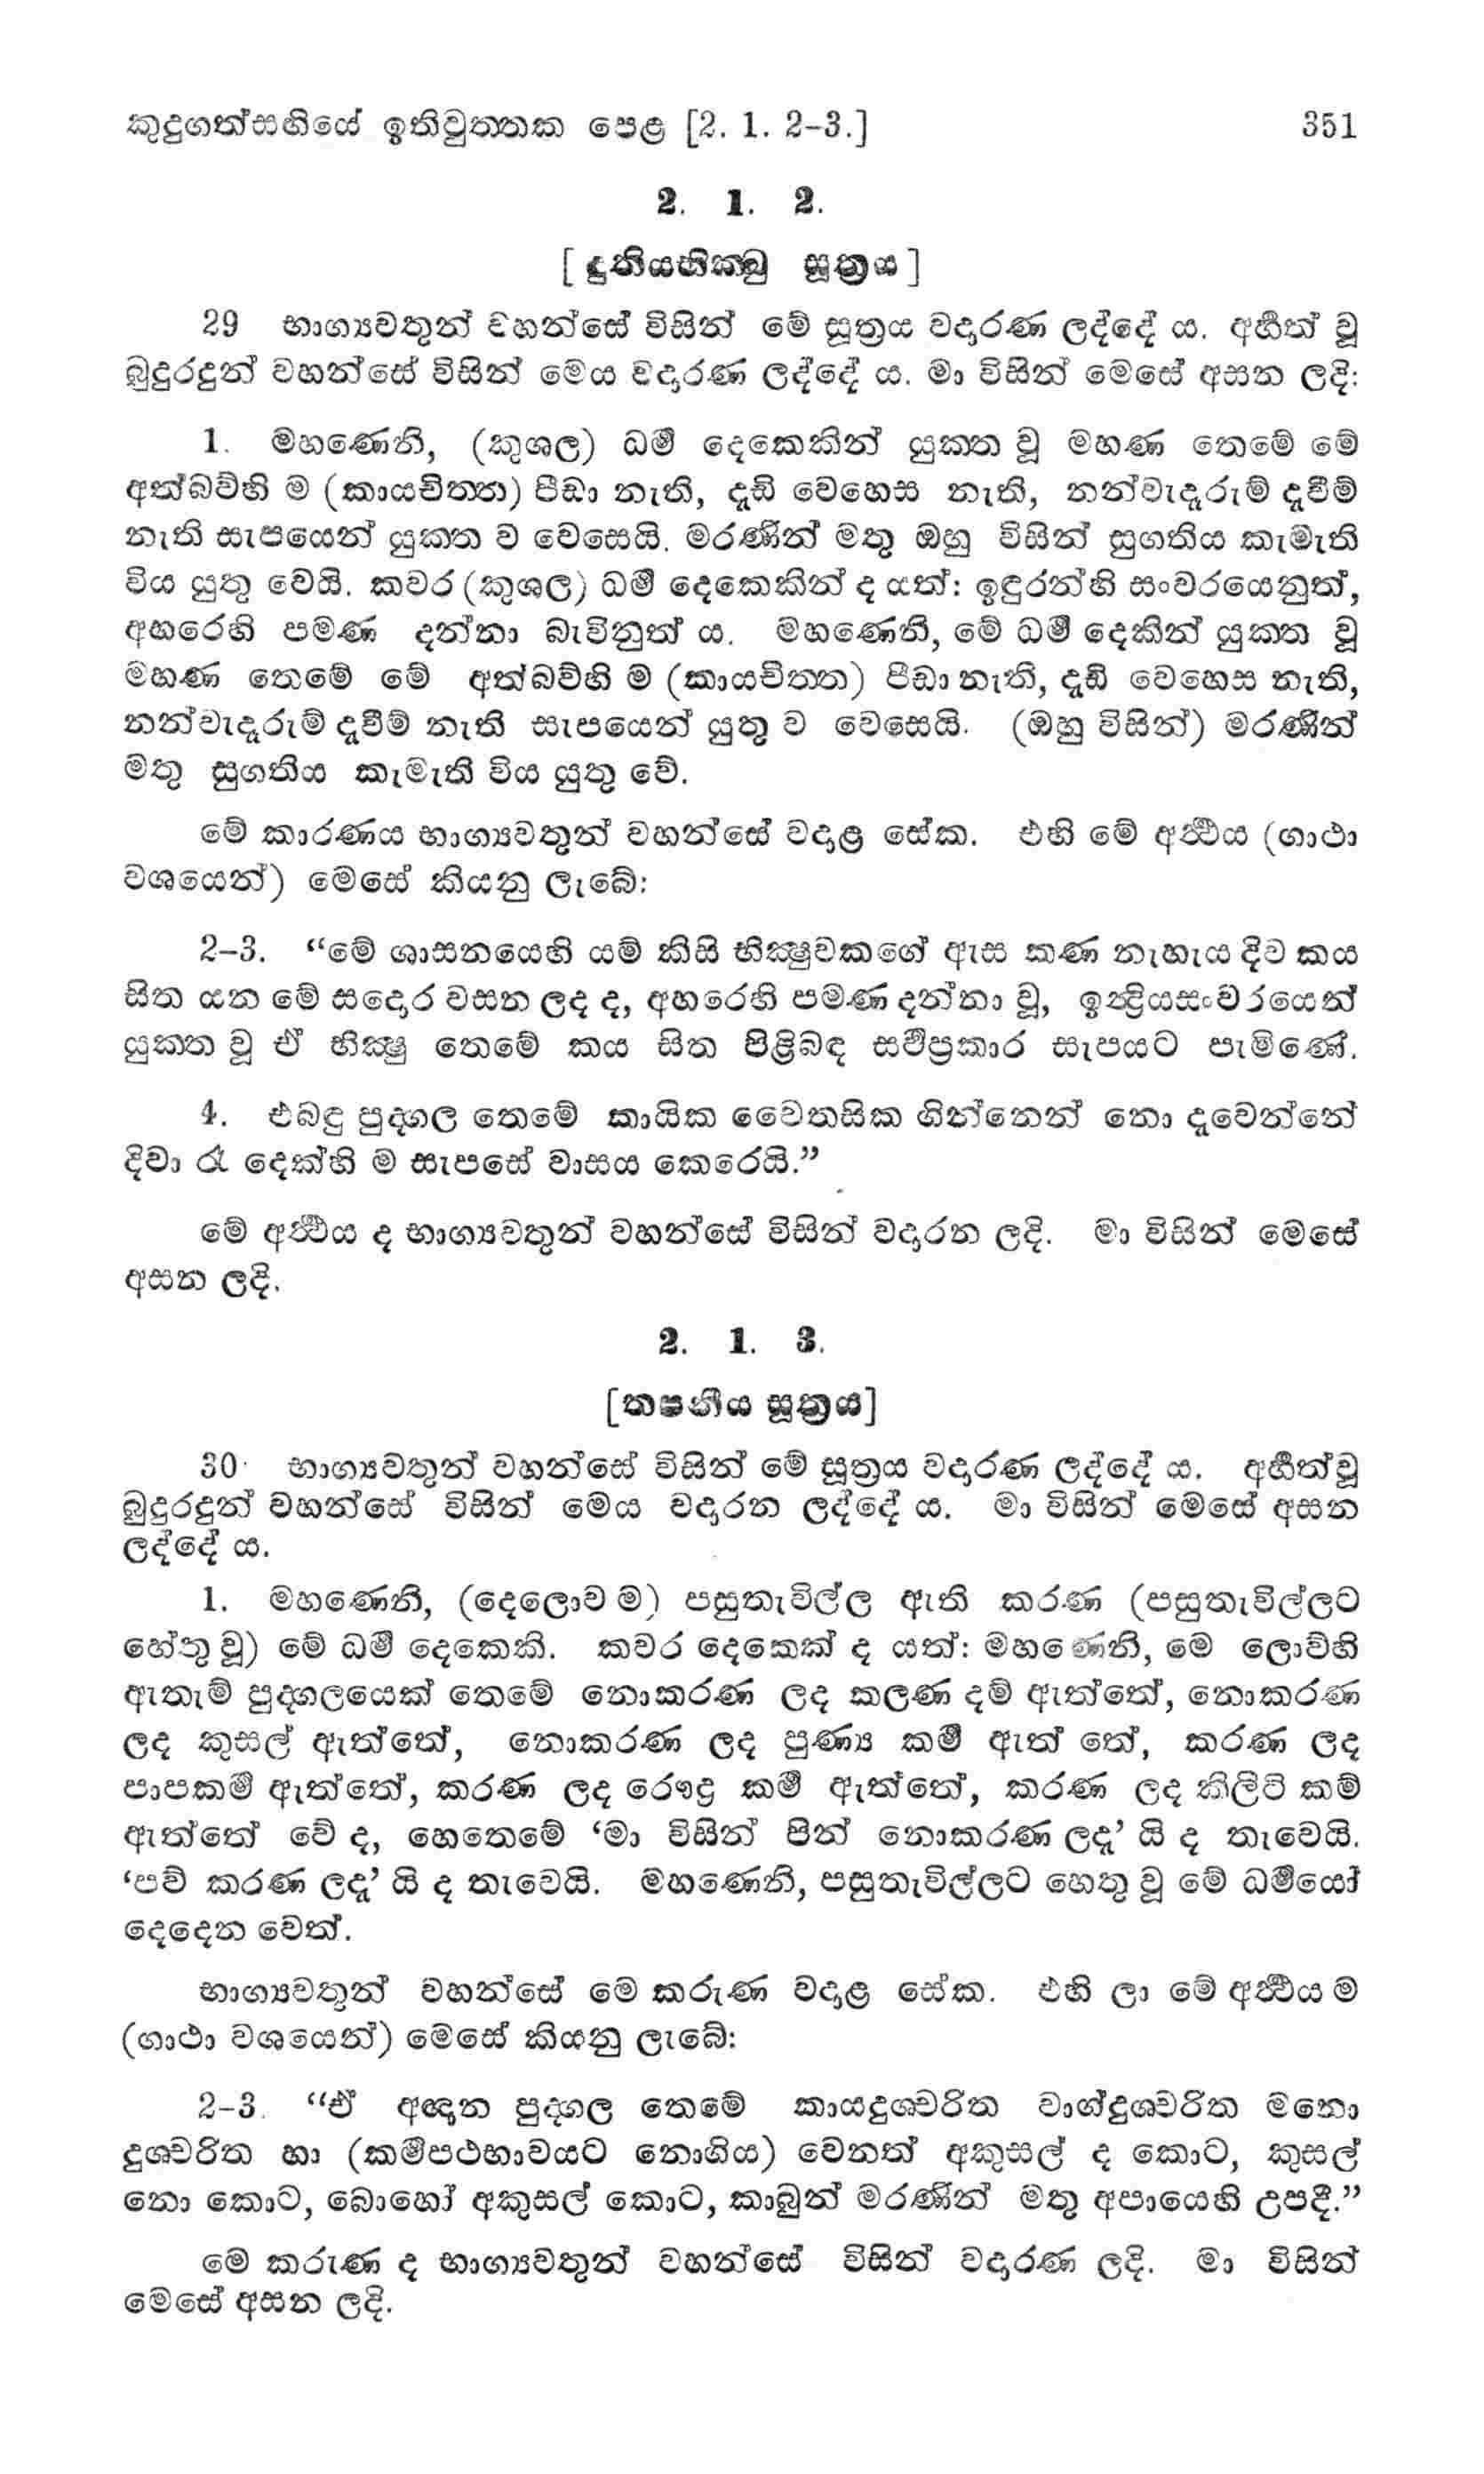 කුදුගත්සඟියේ ඉතිවුත්තක පෙළ [2. 1. 2–3.] 351
2. 1. 2.
[දුතියභික්ඛු සූත්‍රය]
29 භාග්‍යවතුන් වහන්සේ විසින් මේ සූත්‍රය වදරණ ලද්දේ ය. අර්හත් වූ
බුදුරදුන් වහන්සේ විසින් මෙය වදරණ ලද්දේ ය. මා විසින් මෙසේ අසන ලදි:
1. මහණෙනි, (කුශල) ධර්ම දෙකෙකින් යුක්ත වූ මහණ තෙමේ මේ
අත්බව්හි ම (කායචිත්ත) පීඩා නැති, දැඩි වෙහෙස නැති, නන්වැදෑරුම් දැවීම්
නැති සැපයෙන් යුක්ත ව වෙසෙයි. මරණින් මතු ඔහු විසින් සුගතිය කැමැති
විය යුතු වෙයි. කවර (කුශල) ධර්ම දෙකෙකින් ද යත්: ඉඳුරන්හි සංවරයෙනුත්,
අහරෙහි පමණ දන්නා බැවිනුත් ය. මහණෙනි, මේ ධර්ම දෙකින් යුක්ත වූ
මහණ තෙමේ මේ අත්බව්හි ම (කායචිත්ත) පීඩා නැති, දැඩි වෙහෙස නැති,
නන්වැදෑරුම් දැවීම් නැති සැපයෙන් යුතු ව වෙසෙයි. (ඔහු විසින්) මරණින්
මතු සුගතිය කැමැති විය යුතු වේ.
මේ කාරණය භාග්‍යවතුන් වහන්සේ වදාළ සේක. එහි මේ අර්ථය (ගාථා
වශයෙන්) මෙසේ කියනු ලැබේ:
2–3. “මේ ශාසනයෙහි යම් කිසි භික්ෂුවකගේ ඇස කණ නැහැය දිව කය
සිත යන මේ සදොර වසන ලද ද, අහරෙහි පමණ දන්නා වූ, ඉන්ද්‍රියසංවරයෙන්
යුක්ත වූ ඒ භික්ෂු තෙමේ කය සිත පිළිබඳ සර්වප්‍රකාර සැපයට පැමිණේ.
4. එබඳු පුද්ගල තෙමේ කායික චෛතසික ගින්නෙන් නො දැවෙන්නේ
දිවා රෑ දෙක්හි ම සැපසේ වාසය කෙරෙයි.”
මේ අර්ථය ද භාග්‍යවතුන් වහන්සේ විසින් වදාරන ලදි. මා විසින් මෙසේ
අසන ලදි.
2. 1. 3.
[තපනීය සූත්‍රය]
30 භාග්‍යවතුන් වහන්සේ විසින් මේ සූත්‍රය වදාරණ ලද්දේ ය. අර්හත්වූ
බුදුරදුන් වහන්සේ විසින් මෙය වදාරන ලද්දේ ය. මා විසින් මෙසේ අසන
ලද්දේ ය.
1. මහණෙනි, (දෙලොව ම) පසුතැවිල්ල ඇති කරණ (පසුතැවිල්ලට
හේතු වූ) මේ ධර්ම දෙකෙකි. කවර දෙකෙක් ද යත්: මහණෙනි, මෙ ලොව්හි
ඇතැම් පුද්ගලයෙක් තෙමේ නොකරණ ලද කලණ දම් ඇත්තේ, නොකරණ
ලද කුසල් ඇත්තේ, නොකරණ ලද පුණ්‍ය කර්ම ඇත් තේ, කරණ ලද
පාපකර්ම ඇත්තේ, කරණ ලද රෞද්‍ර කර්ම ඇත්තේ, කරණ ලද කිලිටි කම්
ඇත්තේ වේ ද, හෙතෙමේ ‘මා විසින් පින් නොකරණ ලදැ’ යි ද තැවෙයි.
‘පව් කරණ ලදැ’ යි ද තැවෙයි. මහණෙනි, පසුතැවිල්ලට හෙතු වූ මේ ධර්මයෝ
දෙදෙන වෙත්.
භාග්‍යවතුන් වහන්සේ මෙ කරුණ වදාළ සේක. එහි ලා මේ අර්ථය ම
(ගාථා වශයෙන්) මෙසේ කියනු ලැබේ:
2–3. “ඒ අඥාන පුද්ගල තෙමේ කායදුශ්චරිත වාග්දුශ්චරිත මනො
දුශ්චරිත හා (කර්මපථභාවයට නොගිය) වෙනත් අකුසල් ද කොට, කුසල්
නො කොට, බොහෝ අකුසල් කොට, කාබුන් මරණින් මතු අපායෙහි උපදී.”
මෙ කරුණ ද භාග්‍යවතුන් වහන්සේ විසින් වදාරණ ලදි. මා විසින්
මෙසේ අසන ලදි.